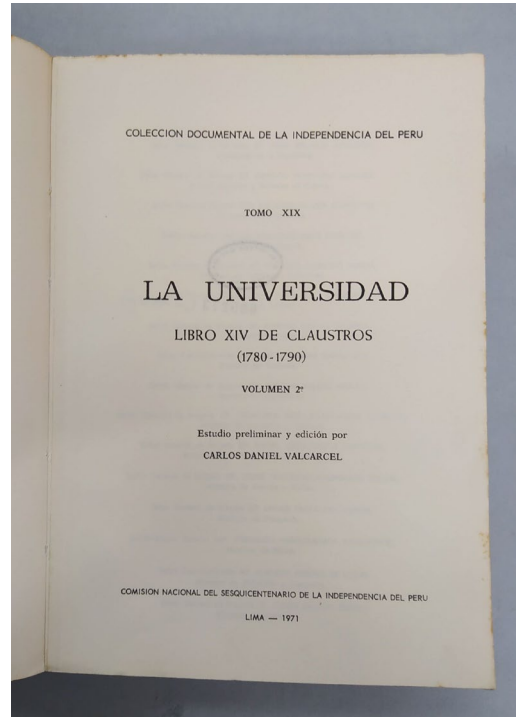 COLECCION DOCUMENTAL DE LA INDEPENDENCIA DEL PERU
TOMO XIX
LA UNIVERSIDAD
LIBRO XIV DE CLAUSTROS
(1780-1790)
VOLUMEN 2º
Estudio preliminar y edición por
CARLOS DANIEL VALCARCEL
COMISION NACIONAL DEL SESQUICENTENARIO DE LA INDEPENDENCIA DEL PERU
LIMA — 1971